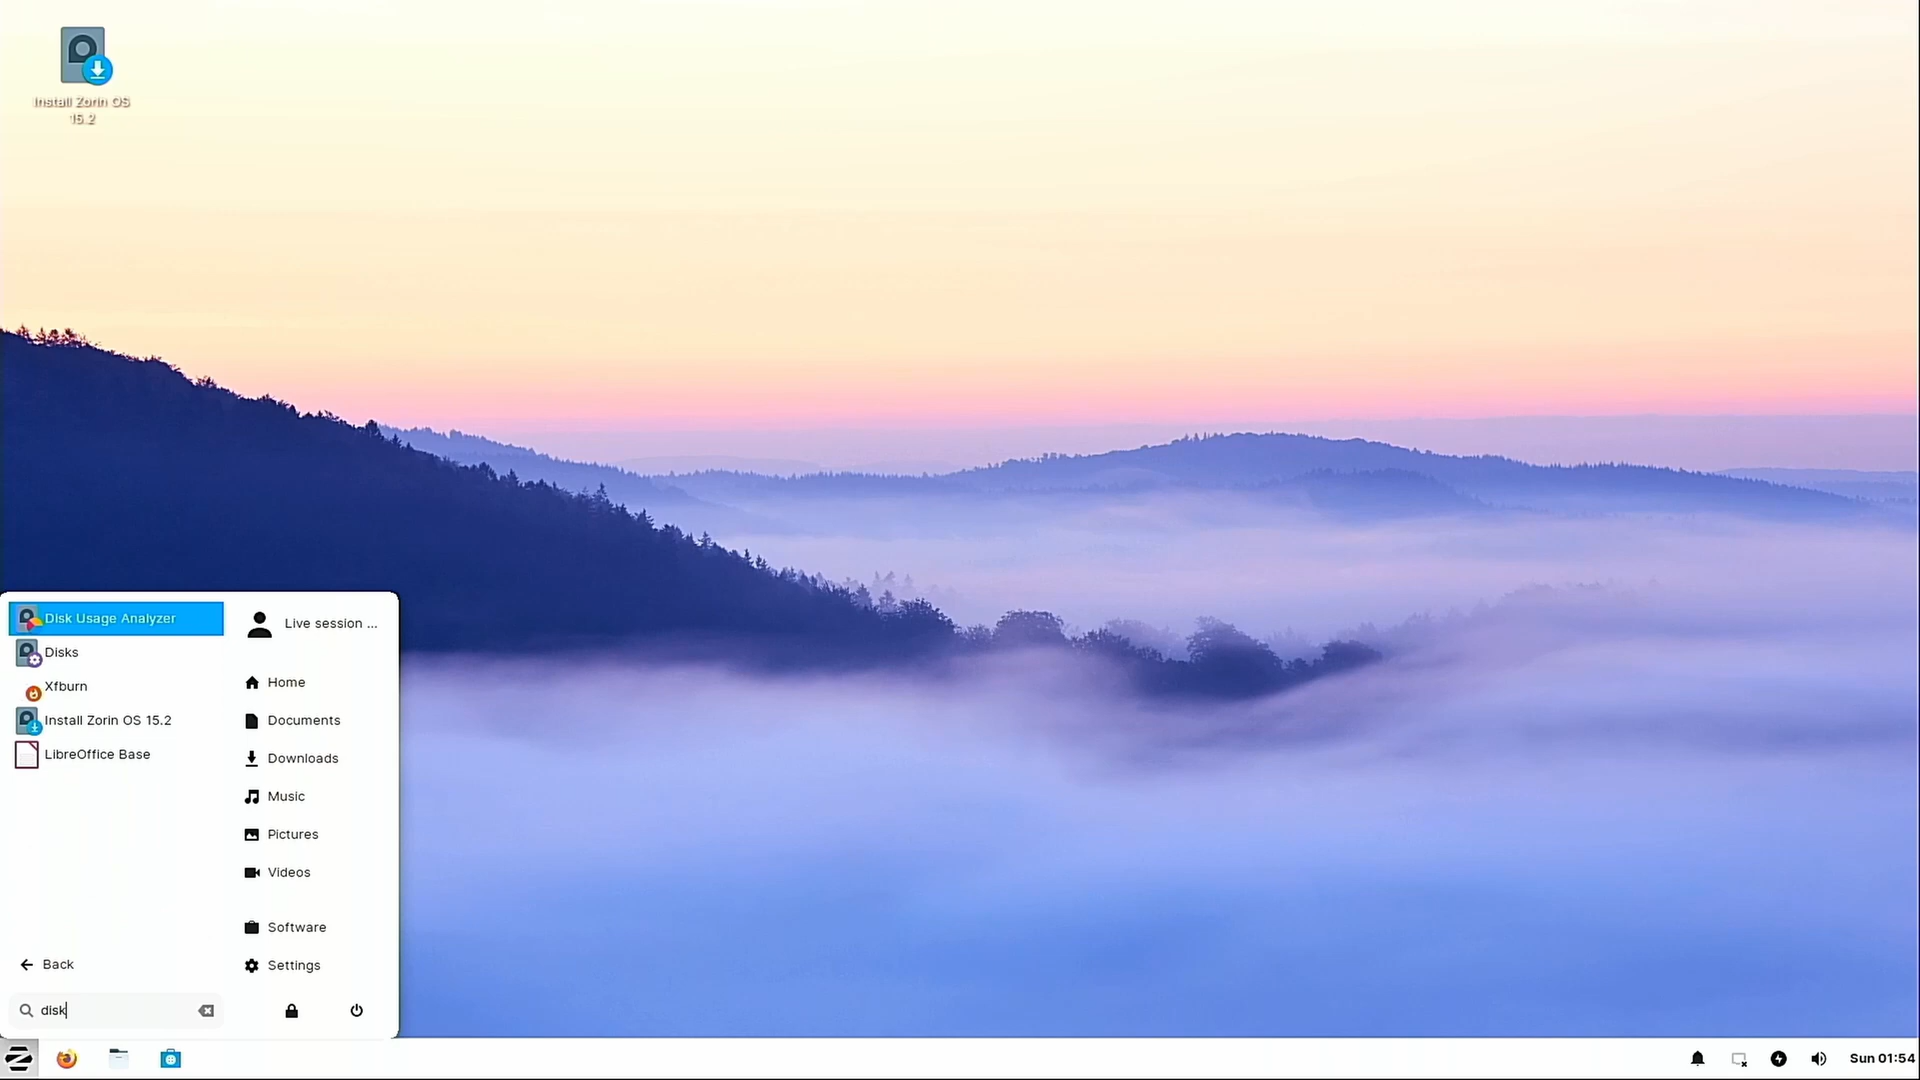 Install Zorin OS
15.2
Disk Usage Analyzer
Disks
Xfburn
Install Zorin OS 15.2
LibreOffice Base
Back
disk
Live session ...
Home
Documents
Downloads
Music
Pictures
Videos
Software
Settings
Sun 01:54